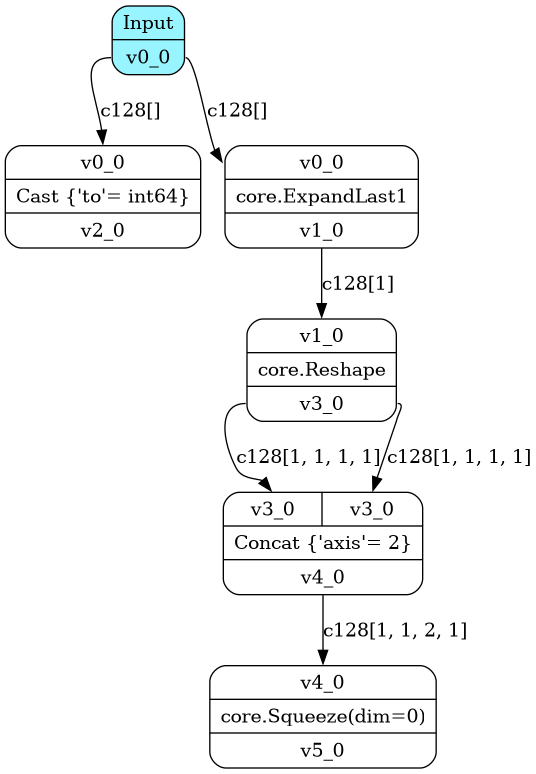 Input
v0_0
c128[]
c128[]
v0_0
Cast {'to'= int64}
v2_0
v0_0
core.ExpandLast1
v1_0
c128[1]
v1_0
core.Reshape
v3_0
c128[1, 1, 1, 1]
c128[1, 1, 1, 1]
v3_0
v3_0
Concat {'axis'= 2}
v4_0
c128[1, 1, 2, 1]
v4_0
core.Squeeze(dim=0)
v5_0